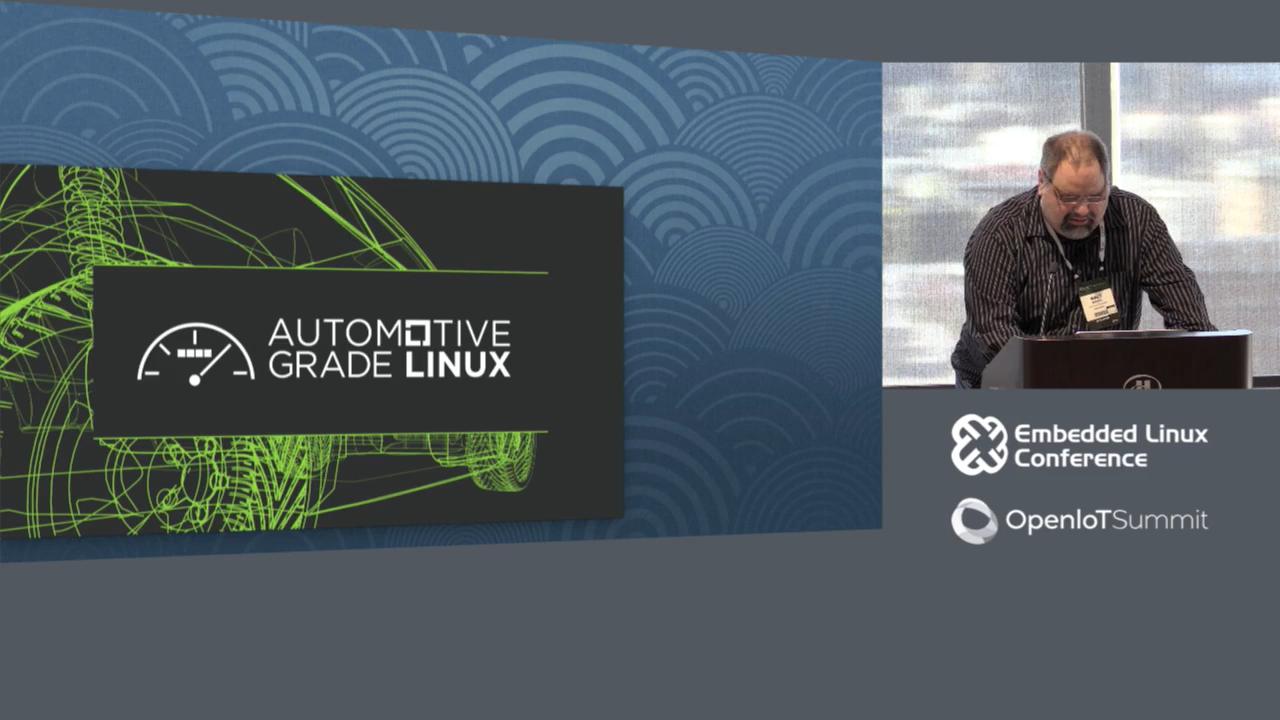 AUTOMOTIVE
GRADE LINUX
Embedded Linux
Conference
OpenIoTSummit